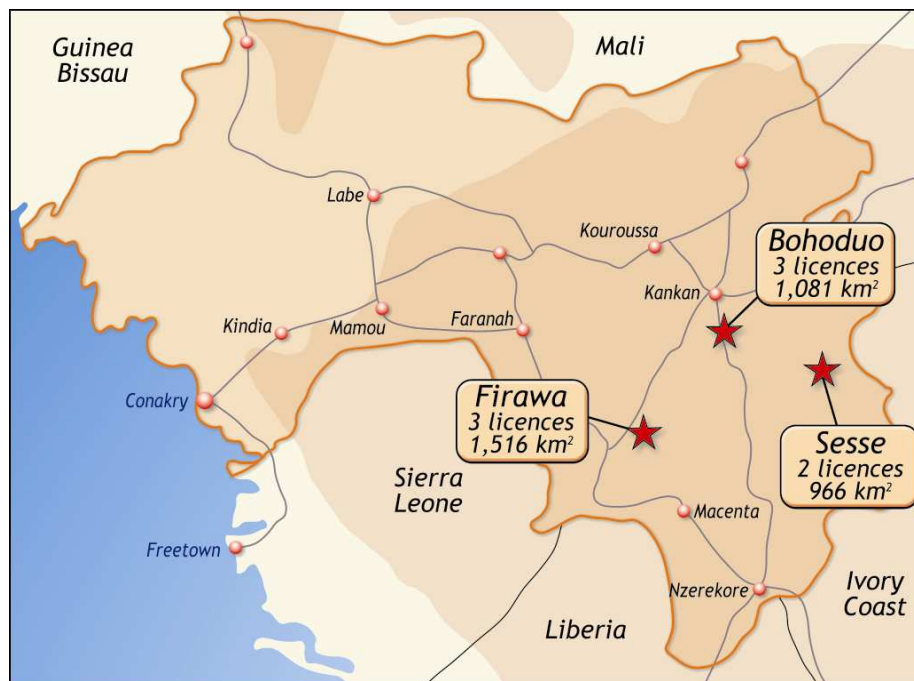 Guinea
Bissau
Mali
Labe
Kouroussa
Bohoduo
3 licences
1,081 km²
Kankan
Kindia
Mamou
Faranah
Conakry
Firawa
3 licences
1,516 km²
Sesse
2 licences
966 km²
Sierra
Leone
Macenta
Freetown
Nzerekore
Ivory
Coast
Liberia